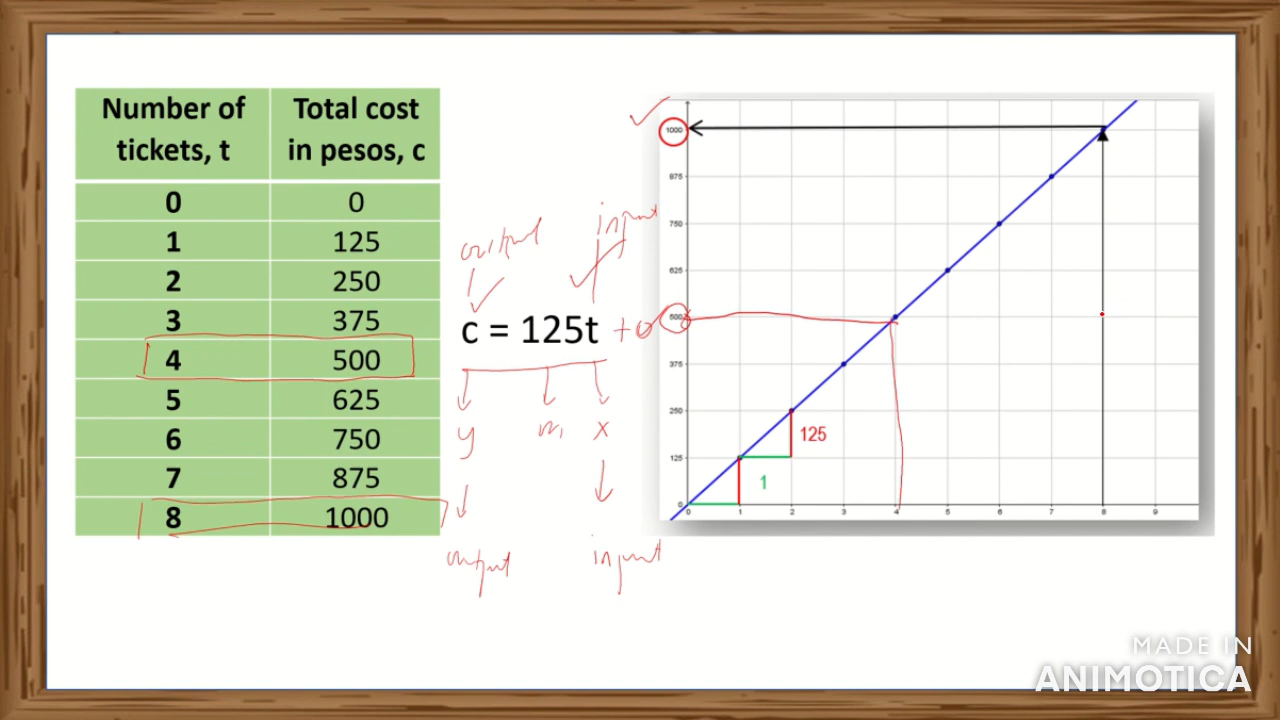 Number of tickets, t
Total cost in pesos, c
0 0
1 125
2 250
3 375
4 500
5 625
6 750
7 875
8 1000
output
input
c = 125t + 0
y m x
output
input
1000
875
750
625
500
375
250
125
0
125
1
0 1 2 3 4 5 6 7 8 9
MADE IN
ANIMOTICA